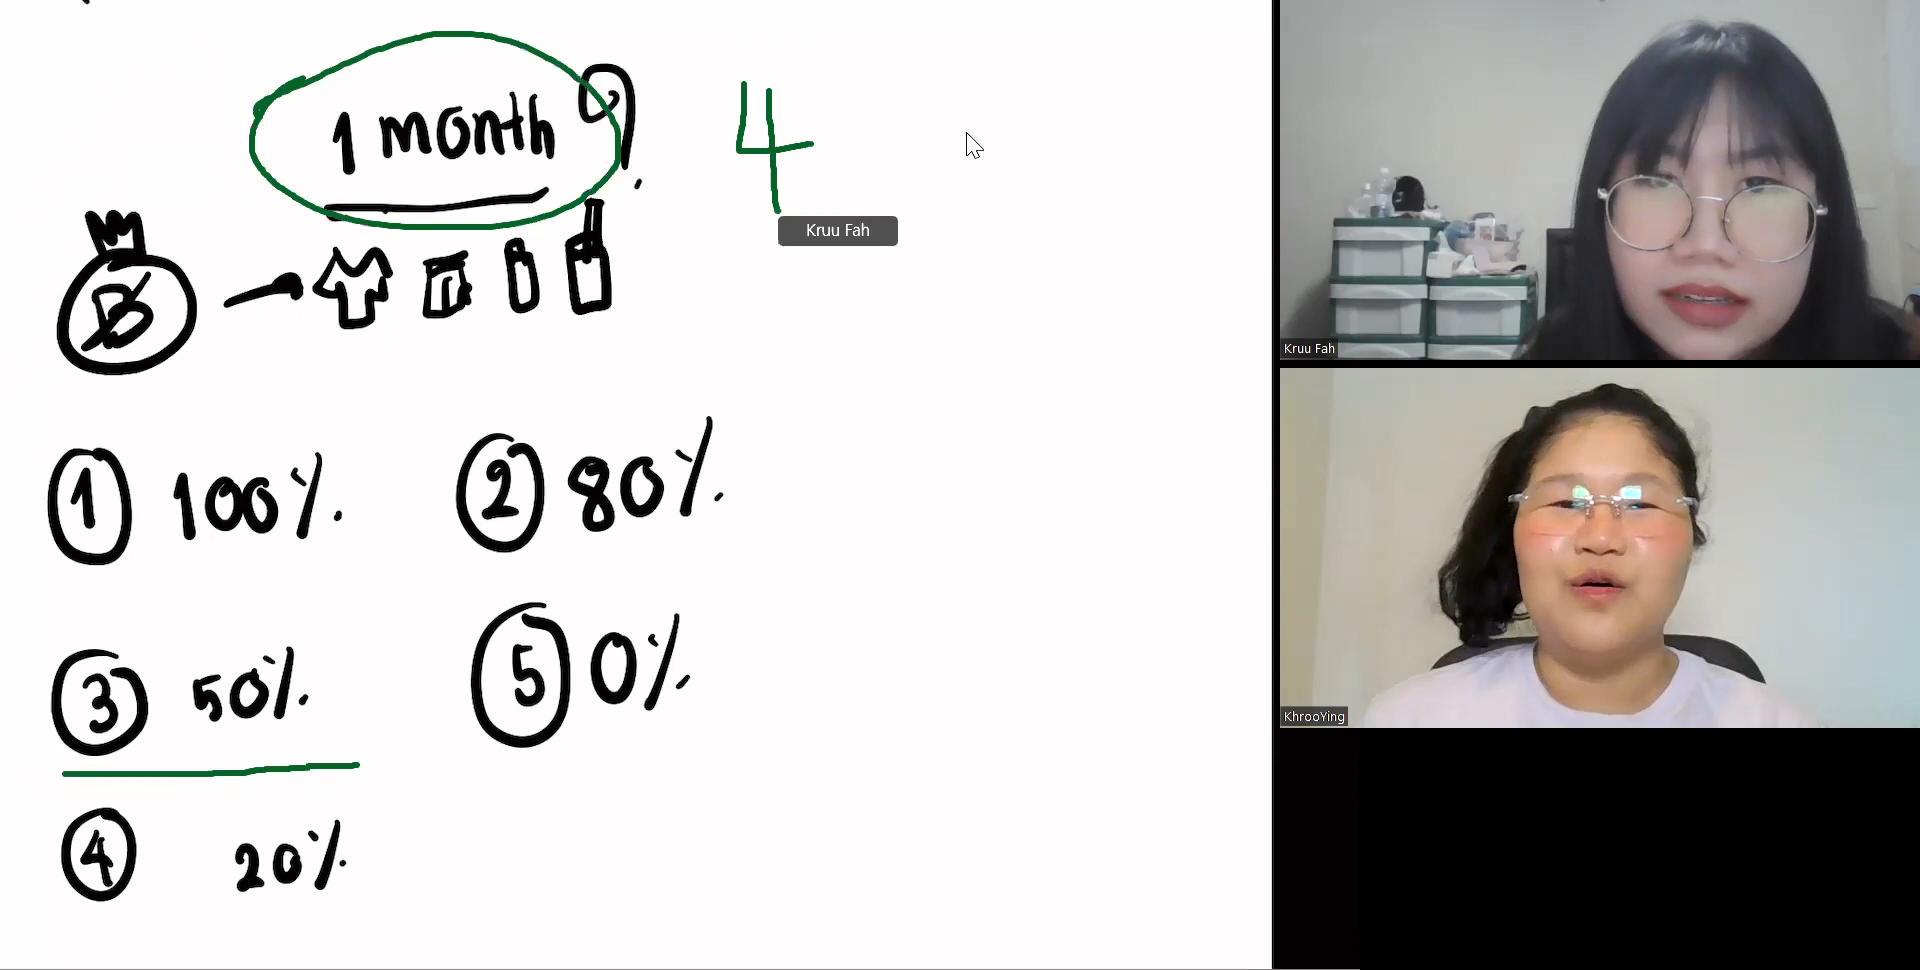 1 month ?
4
Kruu Fah
฿
1 100%
2 80%
3 50%
5 0%
4 20%
Kruu Fah
KhrooYing